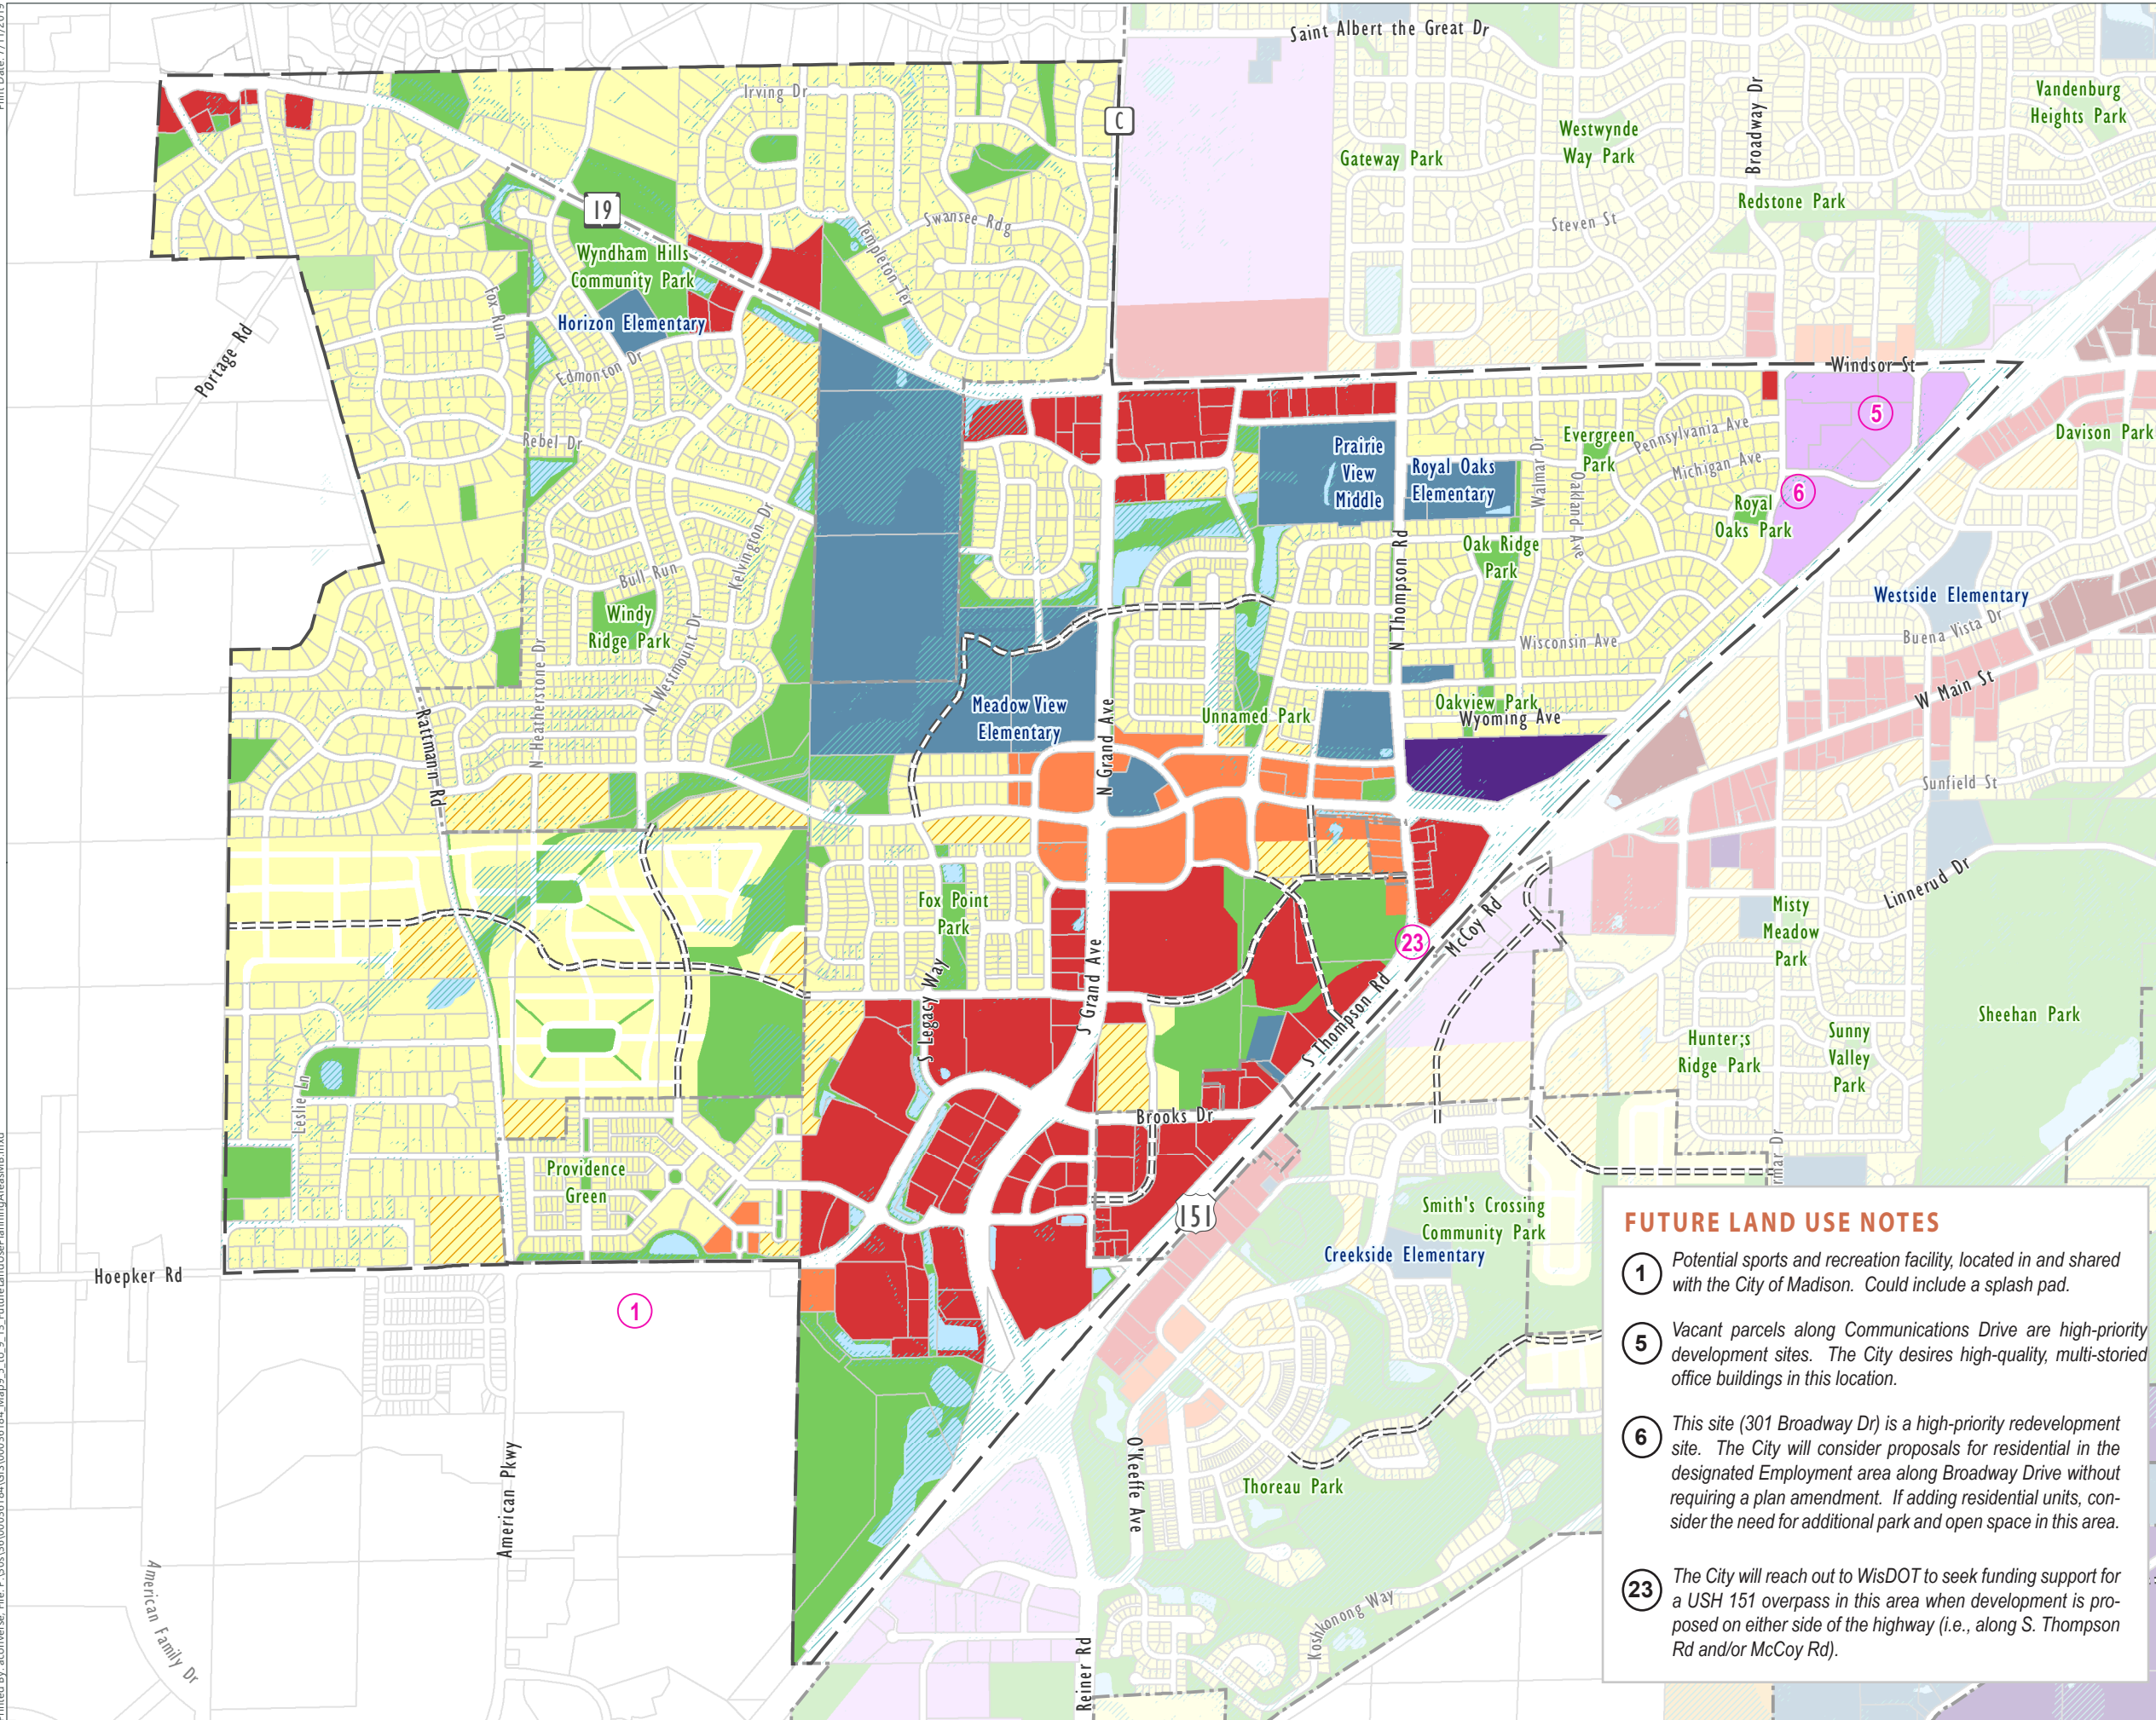 Print Date: 7/11/2019
Saint Albert the Great Dr
Broadway Dr
Vandenburg
Heights Park
Irving Dr
C
Westwynde
Way Park
Gateway Park
Redstone Park
Steven St
19
Swansee Rdg
Templeton Ter
Wyndham Hills
Community Park
Fox Run
Horizon Elementary
Portage Rd
Edmonton Dr
Windsor St
5
Davison Park
Rebel Dr
Prairie
View
Middle
Royal Oaks
Elementary
Walmar Dr
Evergreen
Park
Pennsylvania Ave
Michigan Ave
Oakland Ave
6
Royal
Oaks Park
Kelvington Dr
N Thompson Rd
Oak Ridge
Park
Bull Run
Windy
Ridge Park
Westside Elementary
Buena Vista Dr
Wisconsin Ave
N Heatherstone Dr
N Westmount Dr
W Main St
Rattmann Rd
Meadow View
Elementary
N Grand Ave
Unnamed Park
Oakview Park
Wyoming Ave
Sunfield St
Linnerud Dr
Fox Point
Park
Misty
Meadow
Park
McCoy Rd
23
S Legacy Way
S Grand Ave
S Thompson Rd
Sheehan Park
Hunter;s
Ridge Park
Sunny
Valley
Park
Leslie Ln
Brooks Dr
Providence
Green
151
Smith's Crossing
Community Park
Creekside Elementary
Hoepker Rd
1
American Pkwy
O'Keeffe Ave
Thoreau Park
American Family Dr
Koshkonong Way
Reiner Rd
FUTURE LAND USE NOTES
1 Potential sports and recreation facility, located in and shared
with the City of Madison. Could include a splash pad.
5 Vacant parcels along Communications Drive are high-priority
development sites. The City desires high-quality, multi-storied
office buildings in this location.
6 This site (301 Broadway Dr) is a high-priority redevelopment
site. The City will consider proposals for residential in the
designated Employment area along Broadway Drive without
requiring a plan amendment. If adding residential units, con-
sider the need for additional park and open space in this area.
23 The City will reach out to WisDOT to seek funding support for
a USH 151 overpass in this area when development is pro-
posed on either side of the highway (i.e., along S. Thompson
Rd and/or McCoy Rd).